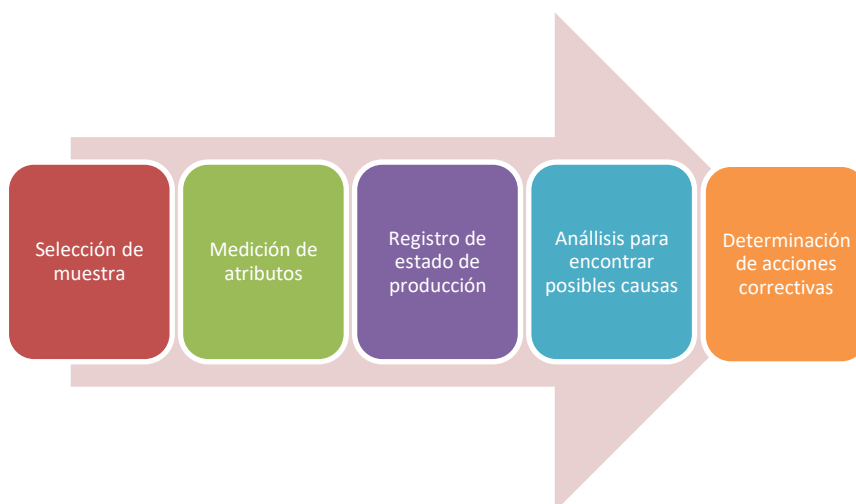 Selección de
muestra
Medición de
atributos
Registro de
estado de
producción
Anállisis para
encontrar
posibles causas
Determinación
de acciones
correctivas